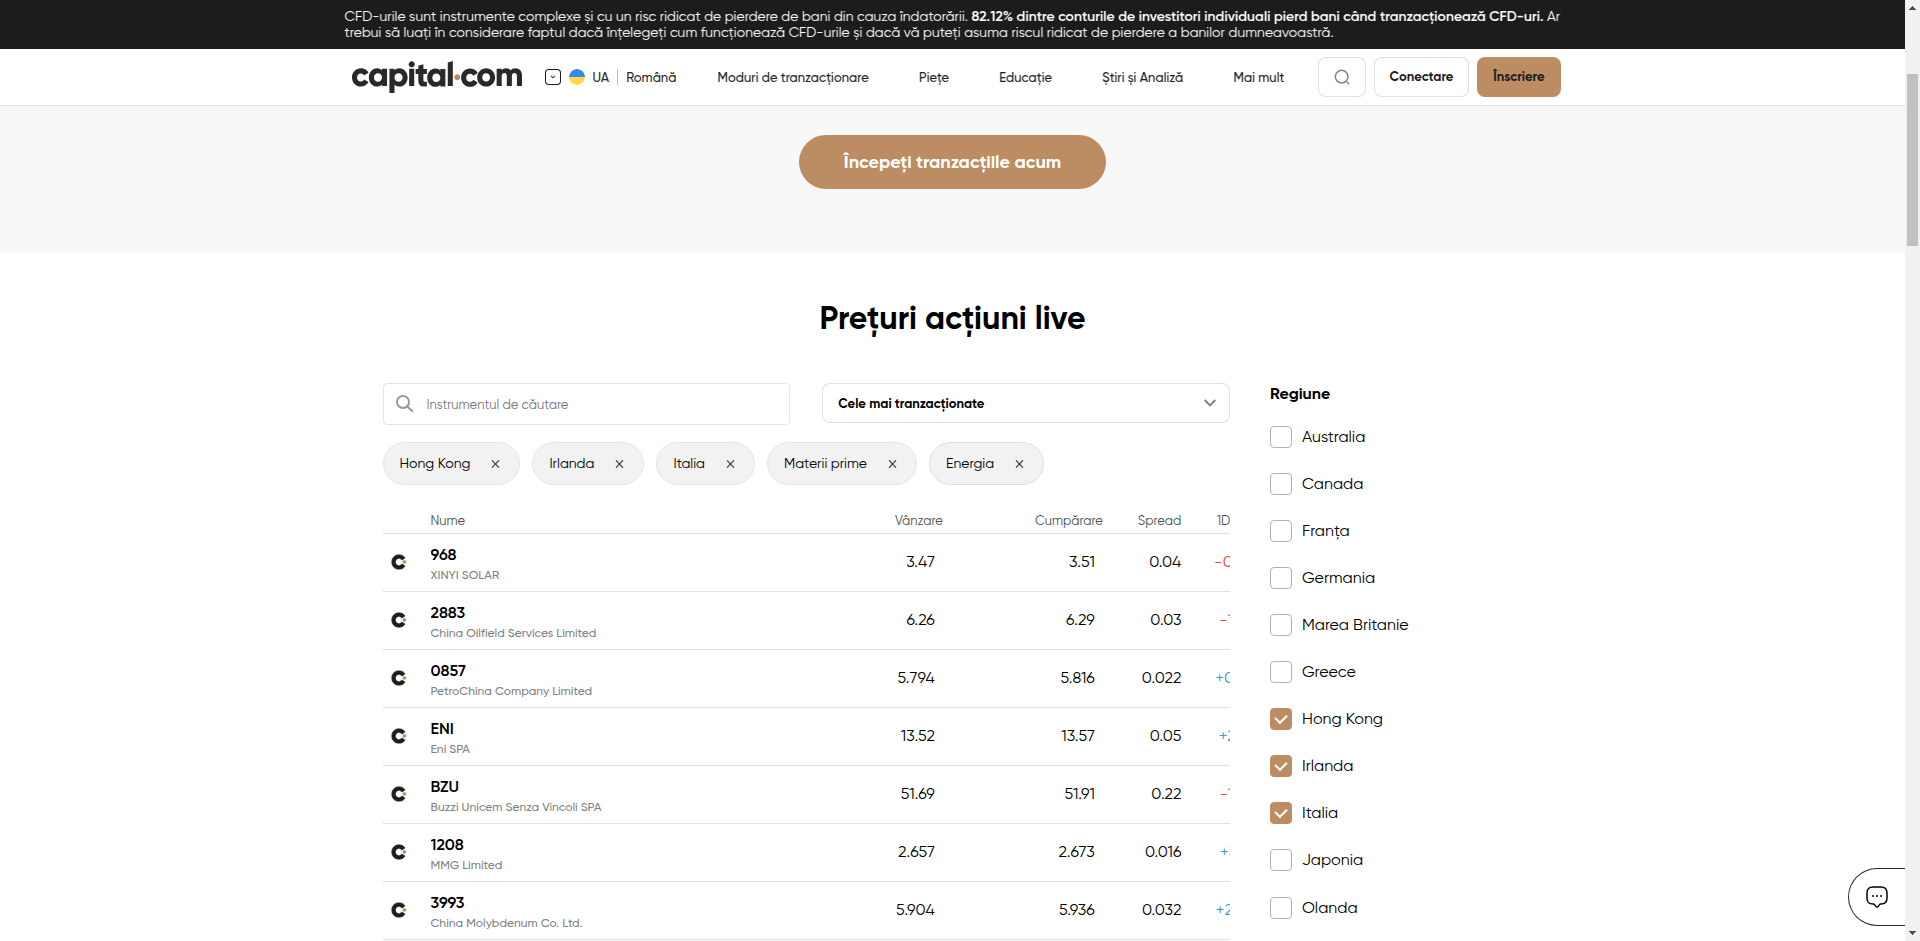 CFD-urile sunt instrumente complexe și cu un risc ridicat de pierdere de bani din cauza îndatorării. 82.12% dintre conturile de investitori individuali pierd bani când tranzacționează CFD-uri. Ar
trebui să luați în considerare faptul dacă înțelegeți cum funcționează CFD-urile și dacă vă puteți asuma riscul ridicat de pierdere a banilor dumneavoastră.
capital.com UA Română Moduri de tranzacționare Piețe Educație Știri și Analiză Mai mult Conectare Înscriere
Începeți tranzacțiile acum
Prețuri acțiuni live
Instrumentul de căutare
Cele mai tranzacționate
Hong Kong Irlanda Italia Materii prime Energia
Nume Vânzare Cumpărare Spread 1D
968 3.47 3.51 0.04 -0
XINYI SOLAR
2883 6.26 6.29 0.03 -1
China Oilfield Services Limited
0857 5.794 5.816 0.022 +0
PetroChina Company Limited
ENI 13.52 13.57 0.05 +2
Eni SPA
BZU 51.69 51.91 0.22 -1
Buzzi Unicem Senza Vincoli SPA
1208 2.657 2.673 0.016 +
MMG Limited
3993 5.904 5.936 0.032 +2
China Molybdenum Co. Ltd.
Regiune
Australia
Canada
Franța
Germania
Marea Britanie
Greece
Hong Kong
Irlanda
Italia
Japonia
Olanda